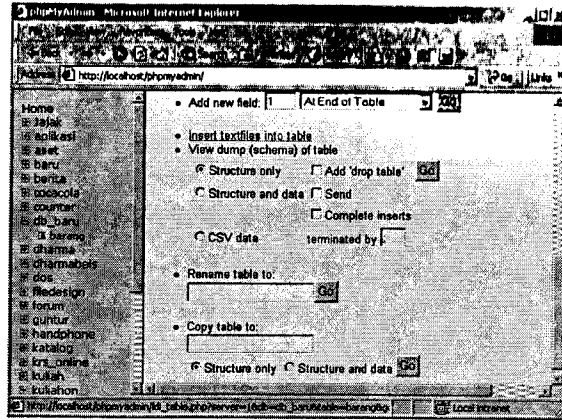 phpMyAdmin - Microsoft Internet Explorer
Address http://localhost/phpmyadmin/ Go Links
Home
Jajak
aplikasi
aset
baru
berita
cocacola
counter
db_baru
barang
dharma
dharmabels
dos
filedesign
forum
guntur
handphone
katalog
krs_online
kuliah
kuliahon
Add new field: 1 At End of Table Go
Insert textfiles into table
View dump (schema) of table
Structure only Add 'drop table' Go
Structure and data Send
Complete inserts
CSV data terminated by
Rename table to:
Go
Copy table to:
Structure only Structure and data Go
Local intranet